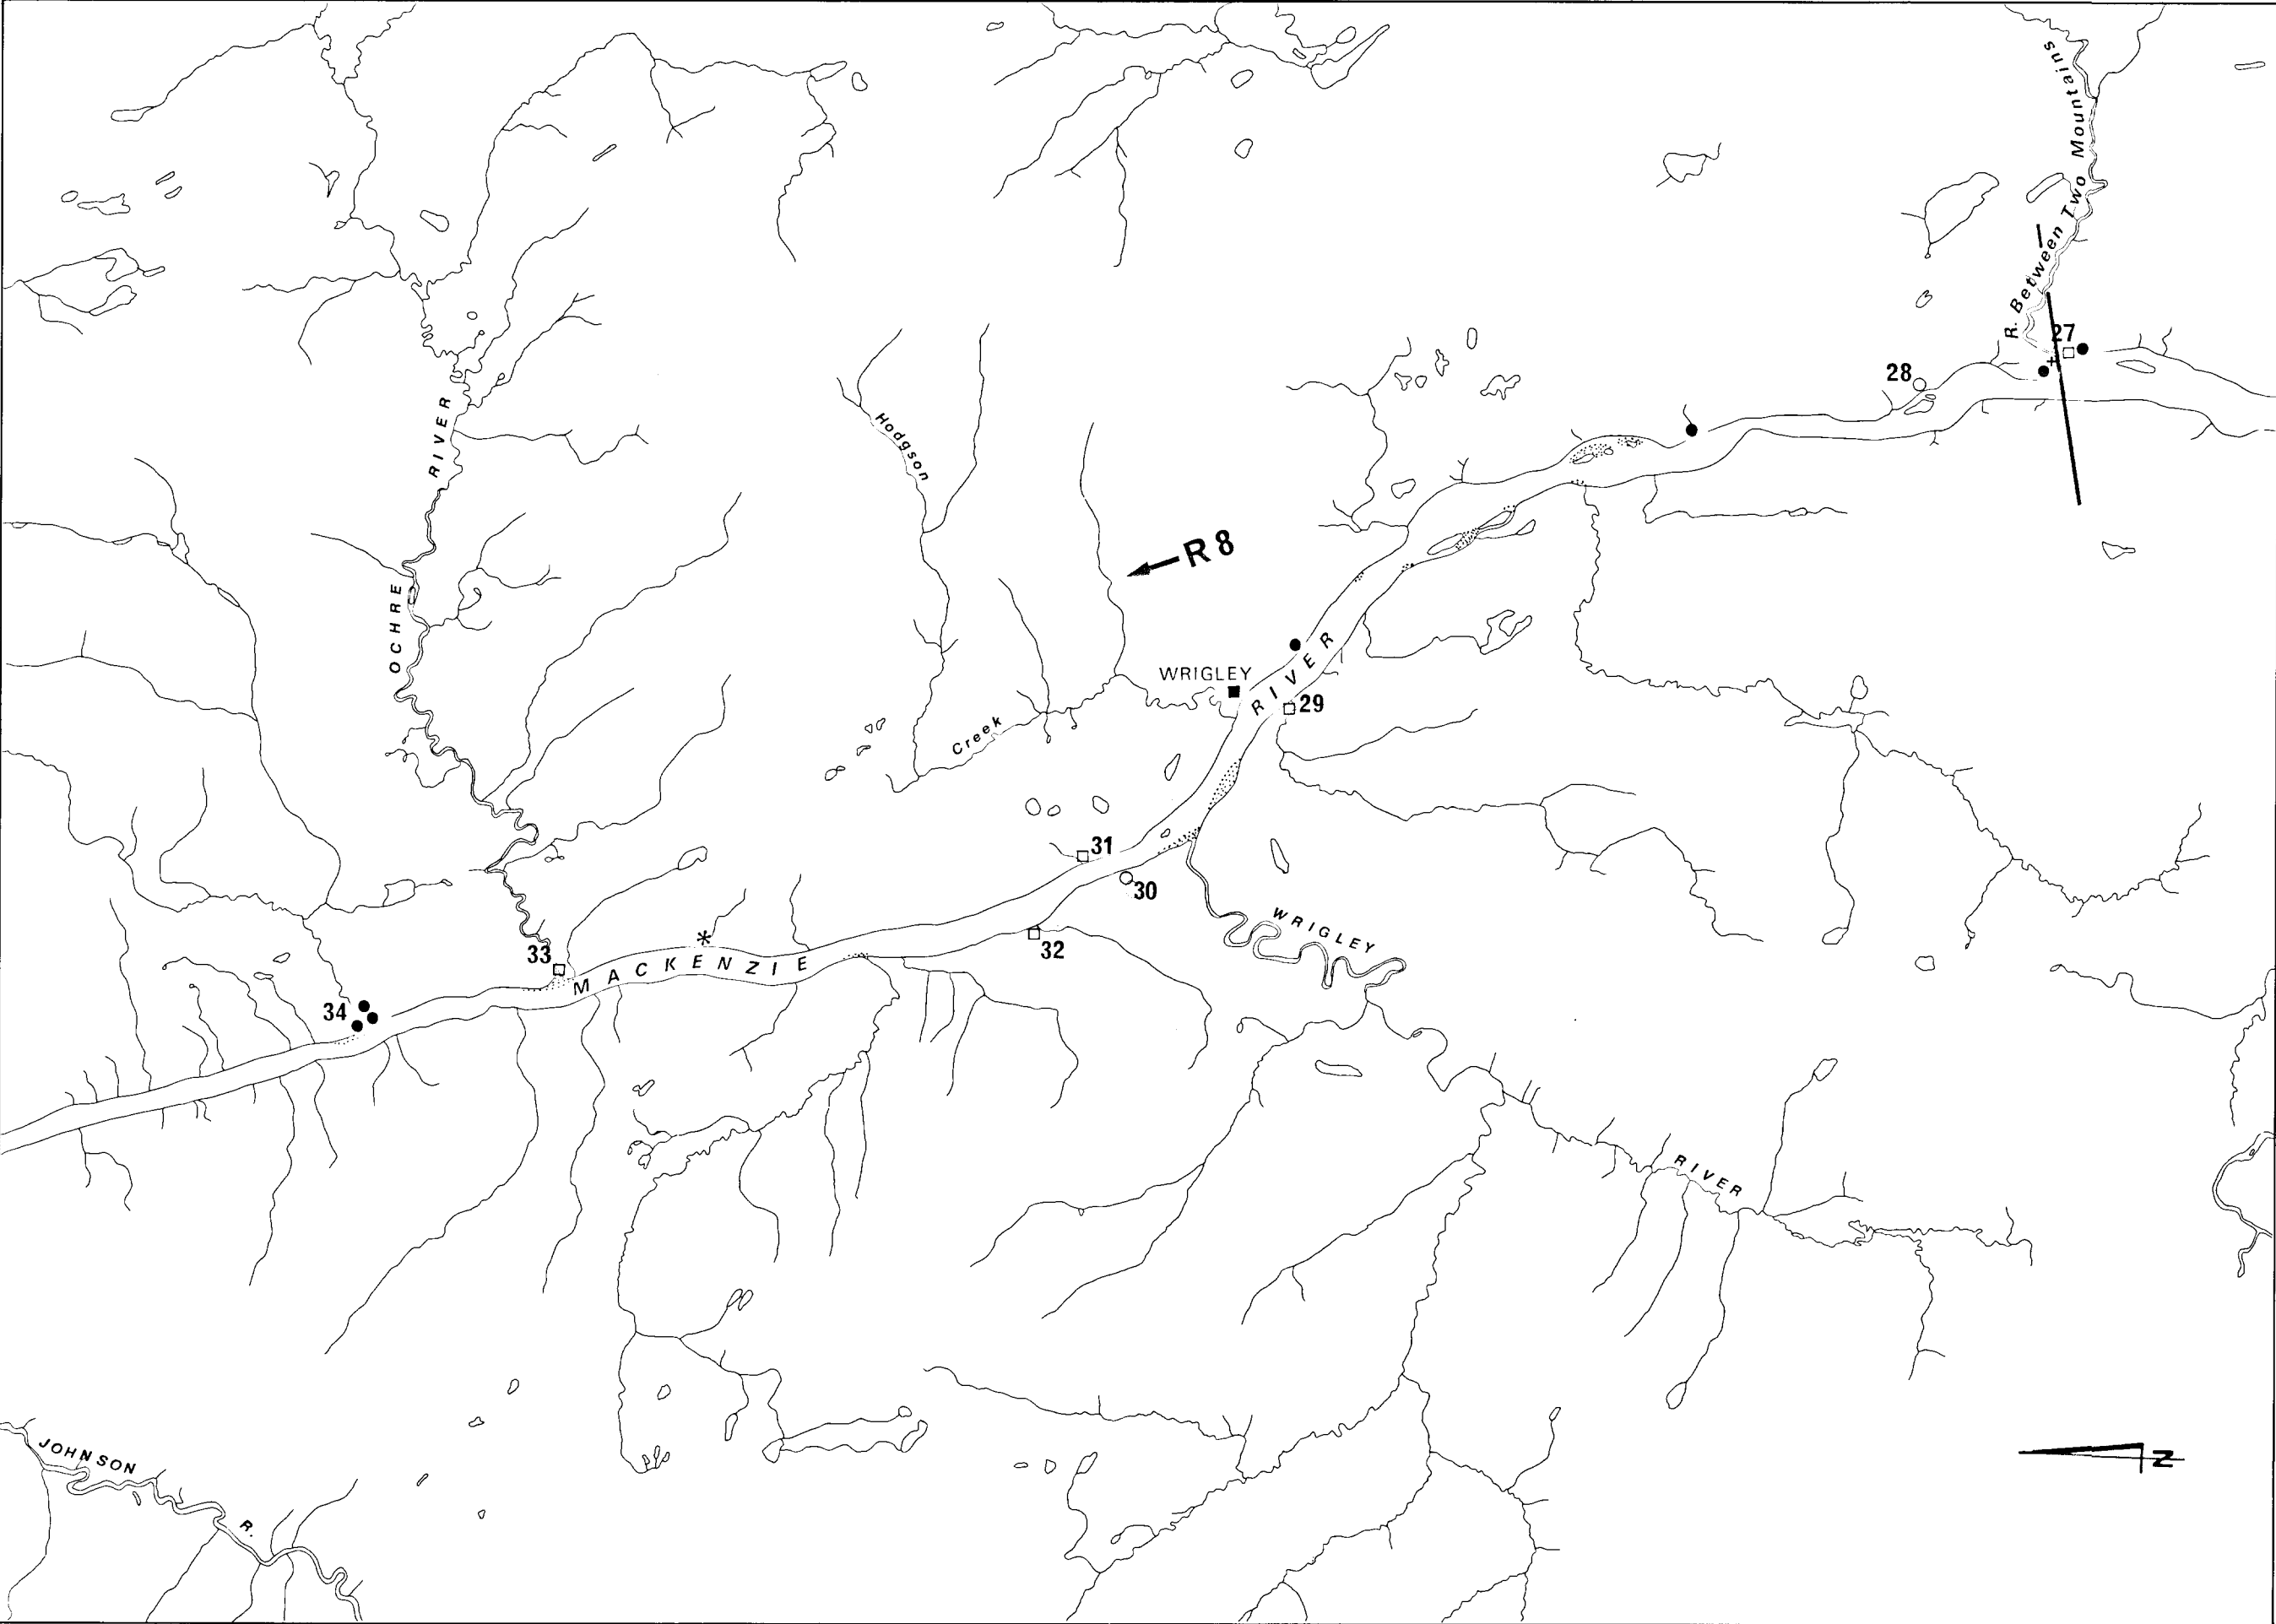 R. Between Two Mountains
27
28
RIVER
Hodgson
R 8
OCHRE
WRIGLEY
RIVER
29
Creek
31
30
WRIGLEY
32
33
MACKENZIE
34
RIVER
JOHNSON
R.
N